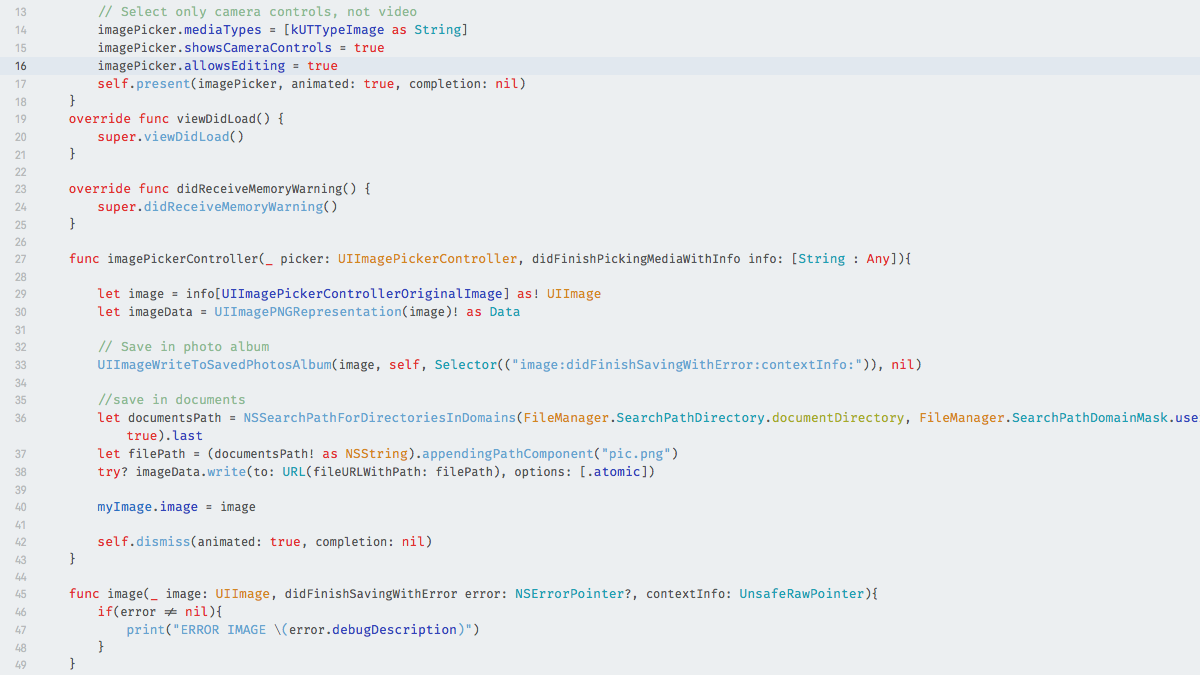 13 // Select only camera controls, not video
14 imagePicker.mediaTypes = [kUTTypeImage as String]
15 imagePicker.showsCameraControls = true
16 imagePicker.allowsEditing = true
17 self.present(imagePicker, animated: true, completion: nil)
18 }
19 override func viewDidLoad() {
20 super.viewDidLoad()
21 }
22
23 override func didReceiveMemoryWarning() {
24 super.didReceiveMemoryWarning()
25 }
26
27 func imagePickerController(_ picker: UIImagePickerController, didFinishPickingMediaWithInfo info: [String : Any]){
28
29 let image = info[UIImagePickerControllerOriginalImage] as! UIImage
30 let imageData = UIImagePNGRepresentation(image)! as Data
31
32 // Save in photo album
33 UIImageWriteToSavedPhotosAlbum(image, self, Selector(("image:didFinishSavingWithError:contextInfo:")), nil)
34
35 //save in documents
36 let documentsPath = NSSearchPathForDirectoriesInDomains(FileManager.SearchPathDirectory.documentDirectory, FileManager.SearchPathDomainMask.use
true).last
37 let filePath = (documentsPath! as NSString).appendingPathComponent("pic.png")
38 try? imageData.write(to: URL(fileURLWithPath: filePath), options: [.atomic])
39
40 myImage.image = image
41
42 self.dismiss(animated: true, completion: nil)
43 }
44
45 func image(_ image: UIImage, didFinishSavingWithError error: NSErrorPointer?, contextInfo: UnsafeRawPointer){
46 if(error ≠ nil){
47 print("ERROR IMAGE \(error.debugDescription)")
48 }
49 }